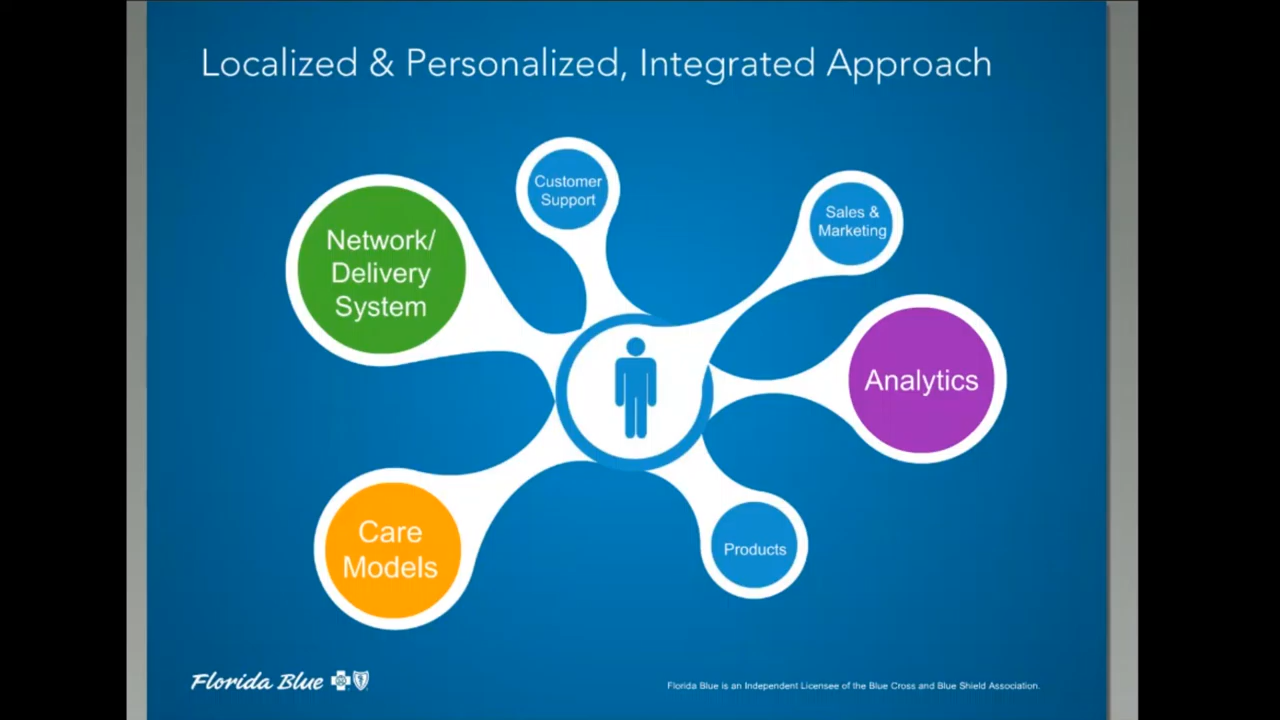 Localized & Personalized, Integrated Approach
Customer
Support
Sales &
Marketing
Network/
Delivery
System
Analytics
Care
Models
Products
Florida Blue
Florida Blue is an Independent Licensee of the Blue Cross and Blue Shield Association.